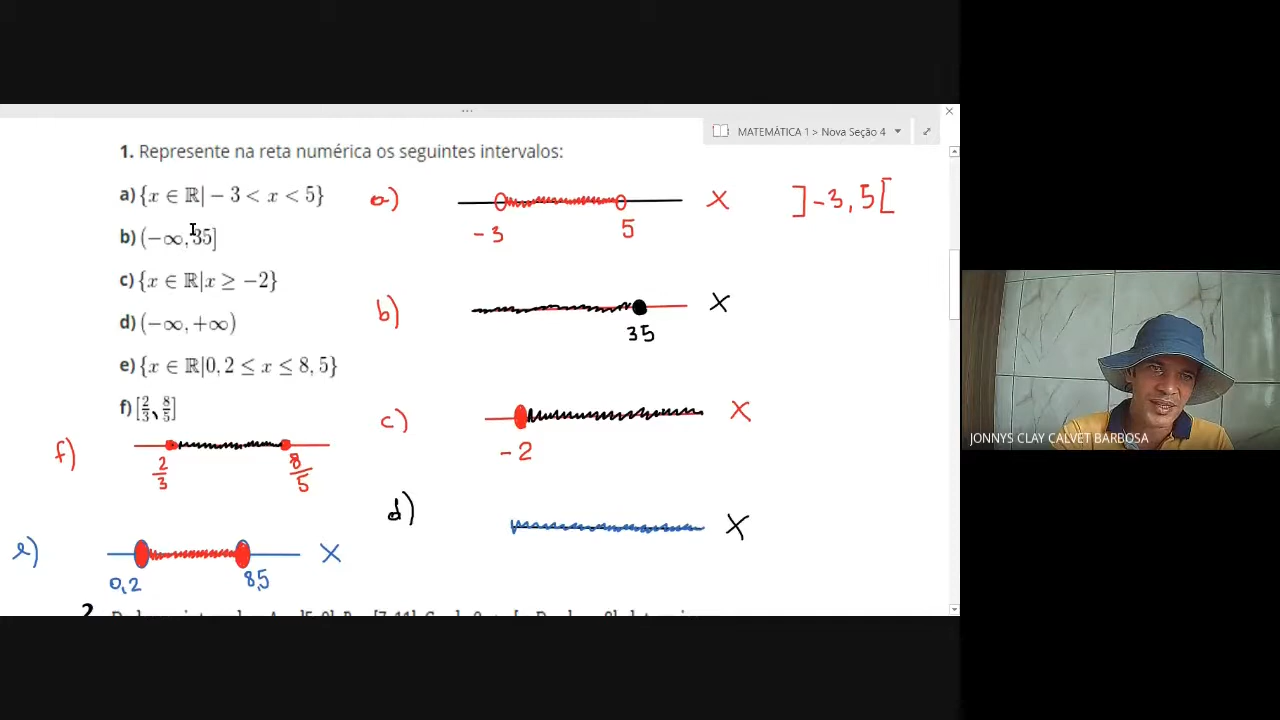 MATEMÁTICA 1 > Nova Seção 4
1. Represente na reta numérica os seguintes intervalos:
a) {x ∈ ℝ| − 3 < x < 5}
a) -3 5 X ]-3, 5[
b) (−∞, 35]
b) 35 X
c) {x ∈ ℝ|x ≥ −2}
c) -2 X
d) (−∞, +∞)
d) X
e) {x ∈ ℝ|0, 2 ≤ x ≤ 8, 5}
f) [2/3, 8/5]
f) 2/3 8/5
e) 0,2 8,5 X
2.
JONNYS CLAY CALVET BARBOSA